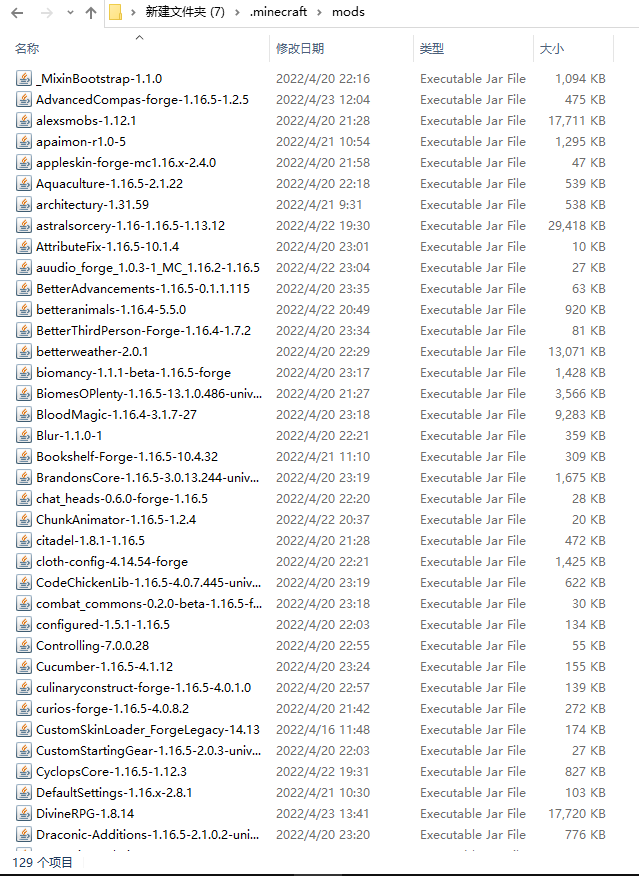 新建文件夹 (7) › .minecraft › mods
名称 修改日期 类型 大小
_MixinBootstrap-1.1.0 2022/4/20 22:16 Executable Jar File 1,094 KB
AdvancedCompas-forge-1.16.5-1.2.5 2022/4/23 12:04 Executable Jar File 475 KB
alexsmobs-1.12.1 2022/4/20 21:28 Executable Jar File 17,711 KB
apaimon-r1.0-5 2022/4/21 10:54 Executable Jar File 1,295 KB
appleskin-forge-mc1.16.x-2.4.0 2022/4/20 21:58 Executable Jar File 47 KB
Aquaculture-1.16.5-2.1.22 2022/4/20 22:18 Executable Jar File 539 KB
architectury-1.31.59 2022/4/21 9:31 Executable Jar File 538 KB
astralsorcery-1.16-1.16.5-1.13.12 2022/4/22 19:30 Executable Jar File 29,418 KB
AttributeFix-1.16.5-10.1.4 2022/4/20 23:01 Executable Jar File 10 KB
auudio_forge_1.0.3-1_MC_1.16.2-1.16.5 2022/4/22 23:04 Executable Jar File 27 KB
BetterAdvancements-1.16.5-0.1.1.115 2022/4/20 23:35 Executable Jar File 63 KB
betteranimals-1.16.4-5.5.0 2022/4/22 20:49 Executable Jar File 920 KB
BetterThirdPerson-Forge-1.16.4-1.7.2 2022/4/20 23:34 Executable Jar File 81 KB
betterweather-2.0.1 2022/4/20 22:29 Executable Jar File 13,071 KB
biomancy-1.1.1-beta-1.16.5-forge 2022/4/20 23:17 Executable Jar File 1,428 KB
BiomesOPlenty-1.16.5-13.1.0.486-univ... 2022/4/20 21:27 Executable Jar File 3,566 KB
BloodMagic-1.16.4-3.1.7-27 2022/4/20 23:18 Executable Jar File 9,283 KB
Blur-1.1.0-1 2022/4/20 22:21 Executable Jar File 359 KB
Bookshelf-Forge-1.16.5-10.4.32 2022/4/21 11:10 Executable Jar File 309 KB
BrandonsCore-1.16.5-3.0.13.244-univ... 2022/4/20 23:19 Executable Jar File 1,675 KB
chat_heads-0.6.0-forge-1.16.5 2022/4/20 22:20 Executable Jar File 28 KB
ChunkAnimator-1.16.5-1.2.4 2022/4/22 20:37 Executable Jar File 20 KB
citadel-1.8.1-1.16.5 2022/4/20 21:28 Executable Jar File 472 KB
cloth-config-4.14.54-forge 2022/4/20 22:21 Executable Jar File 1,425 KB
CodeChickenLib-1.16.5-4.0.7.445-univ... 2022/4/20 23:19 Executable Jar File 622 KB
combat_commons-0.2.0-beta-1.16.5-f... 2022/4/20 23:18 Executable Jar File 30 KB
configured-1.5.1-1.16.5 2022/4/20 22:03 Executable Jar File 134 KB
Controlling-7.0.0.28 2022/4/20 22:55 Executable Jar File 55 KB
Cucumber-1.16.5-4.1.12 2022/4/20 23:24 Executable Jar File 155 KB
culinaryconstruct-forge-1.16.5-4.0.1.0 2022/4/20 22:57 Executable Jar File 139 KB
curios-forge-1.16.5-4.0.8.2 2022/4/20 21:42 Executable Jar File 272 KB
CustomSkinLoader_ForgeLegacy-14.13 2022/4/16 11:48 Executable Jar File 174 KB
CustomStartingGear-1.16.5-2.0.3-univ... 2022/4/20 22:03 Executable Jar File 27 KB
CyclopsCore-1.16.5-1.12.3 2022/4/22 19:31 Executable Jar File 827 KB
DefaultSettings-1.16.x-2.8.1 2022/4/21 10:30 Executable Jar File 103 KB
DivineRPG-1.8.14 2022/4/23 13:41 Executable Jar File 17,720 KB
Draconic-Additions-1.16.5-2.1.0.2-uni... 2022/4/20 23:20 Executable Jar File 776 KB
129 个项目